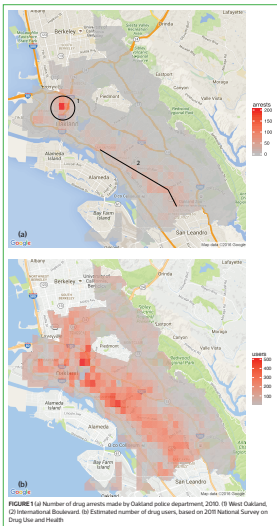 Albany
Orinda
Lafayette
Berkeley
Moraga
Canyon
Valle Vista
Piedmont
1
Oakland
Alameda
Island
2
Bay Farm
Island
San Leandro
(a)
Google
Map data ©2016 Google
arrests
200
150
100
50
0
Albany
Orinda
Lafayette
Berkeley
Moraga
Canyon
Valle Vista
Piedmont
Alameda
Island
Bay Farm
Island
San Leandro
(b)
Google
Map data ©2016 Google
users
500
400
300
200
100
FIGURE 1 (a) Number of drug arrests made by Oakland police department, 2010. (1) West Oakland,
(2) International Boulevard. (b) Estimated number of drug users, based on 2011 National Survey on
Drug Use and Health